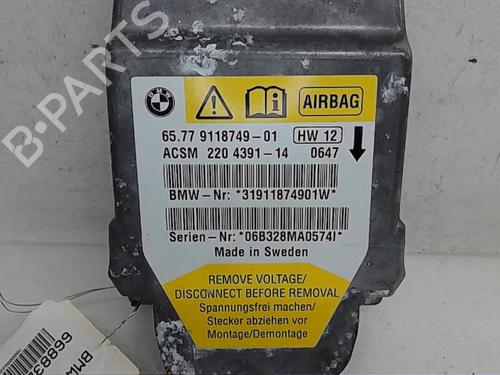 BMW
AIRBAG
65.77 9118749-01 HW 12
ACSM 220 4391-14 0647
BMW-Nr: *31911874901W*
Serien-Nr: *06B328MA0574I*
Made in Sweden
REMOVE VOLTAGE/
DISCONNECT BEFORE REMOVAL
Spannungsfrei machen/
Stecker abziehen vor
Montage/Demontage
BMW